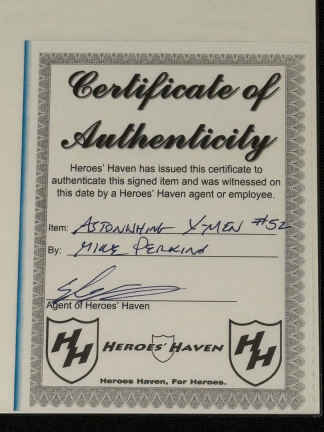 Certificate of
Authenticity
Heroes' Haven has issued this certificate to
authenticate this signed item and was witnessed on
this date by a Heroes' Haven agent or employee.
Item: ASTONISHING X-MEN #52
By: MIKE PERKINS
Agent of Heroes' Haven
HH HEROES' HAVEN HH
Heroes Haven, For Heroes.